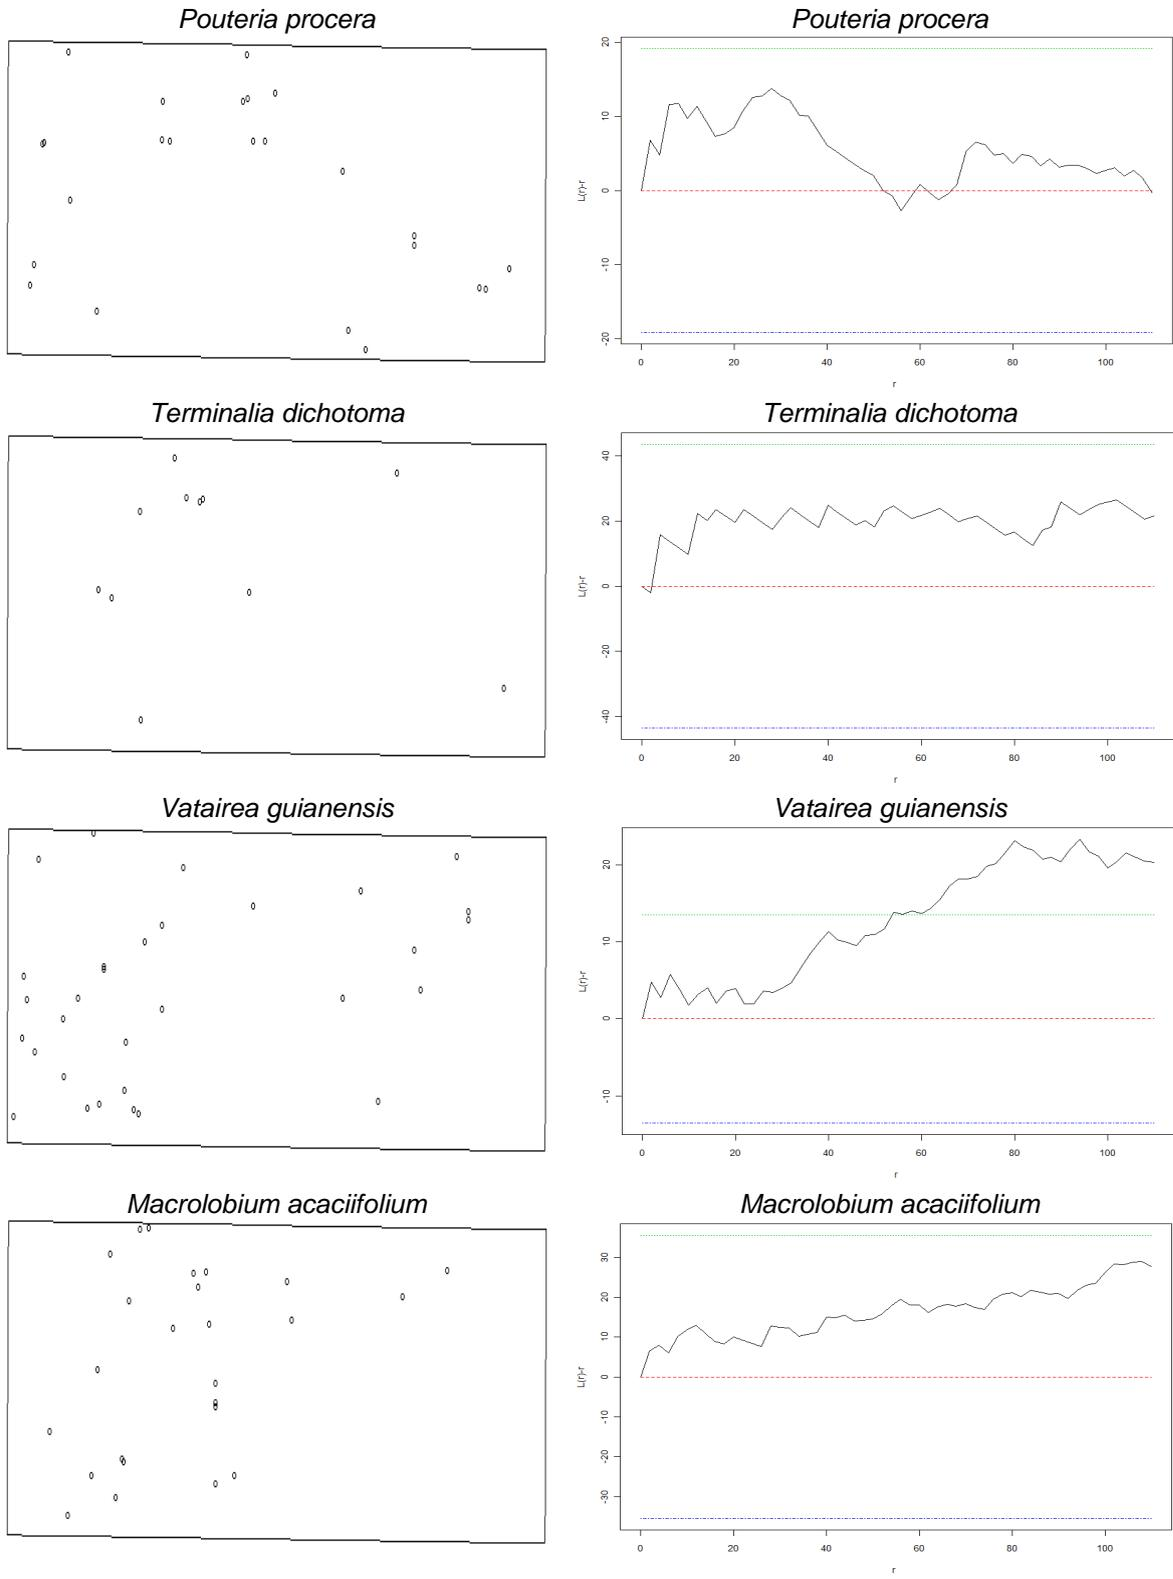 Pouteria procera
Pouteria procera
20
10
0
-10
-20
L(r)-r
0 20 40 60 80 100
r
Terminalia dichotoma
Terminalia dichotoma
40
20
0
-20
-40
L(r)-r
0 20 40 60 80 100
r
Vatairea guianensis
Vatairea guianensis
20
10
0
-10
L(r)-r
0 20 40 60 80 100
r
Macrolobium acaciifolium
Macrolobium acaciifolium
30
20
10
0
-10
-20
-30
L(r)-r
0 20 40 60 80 100
r